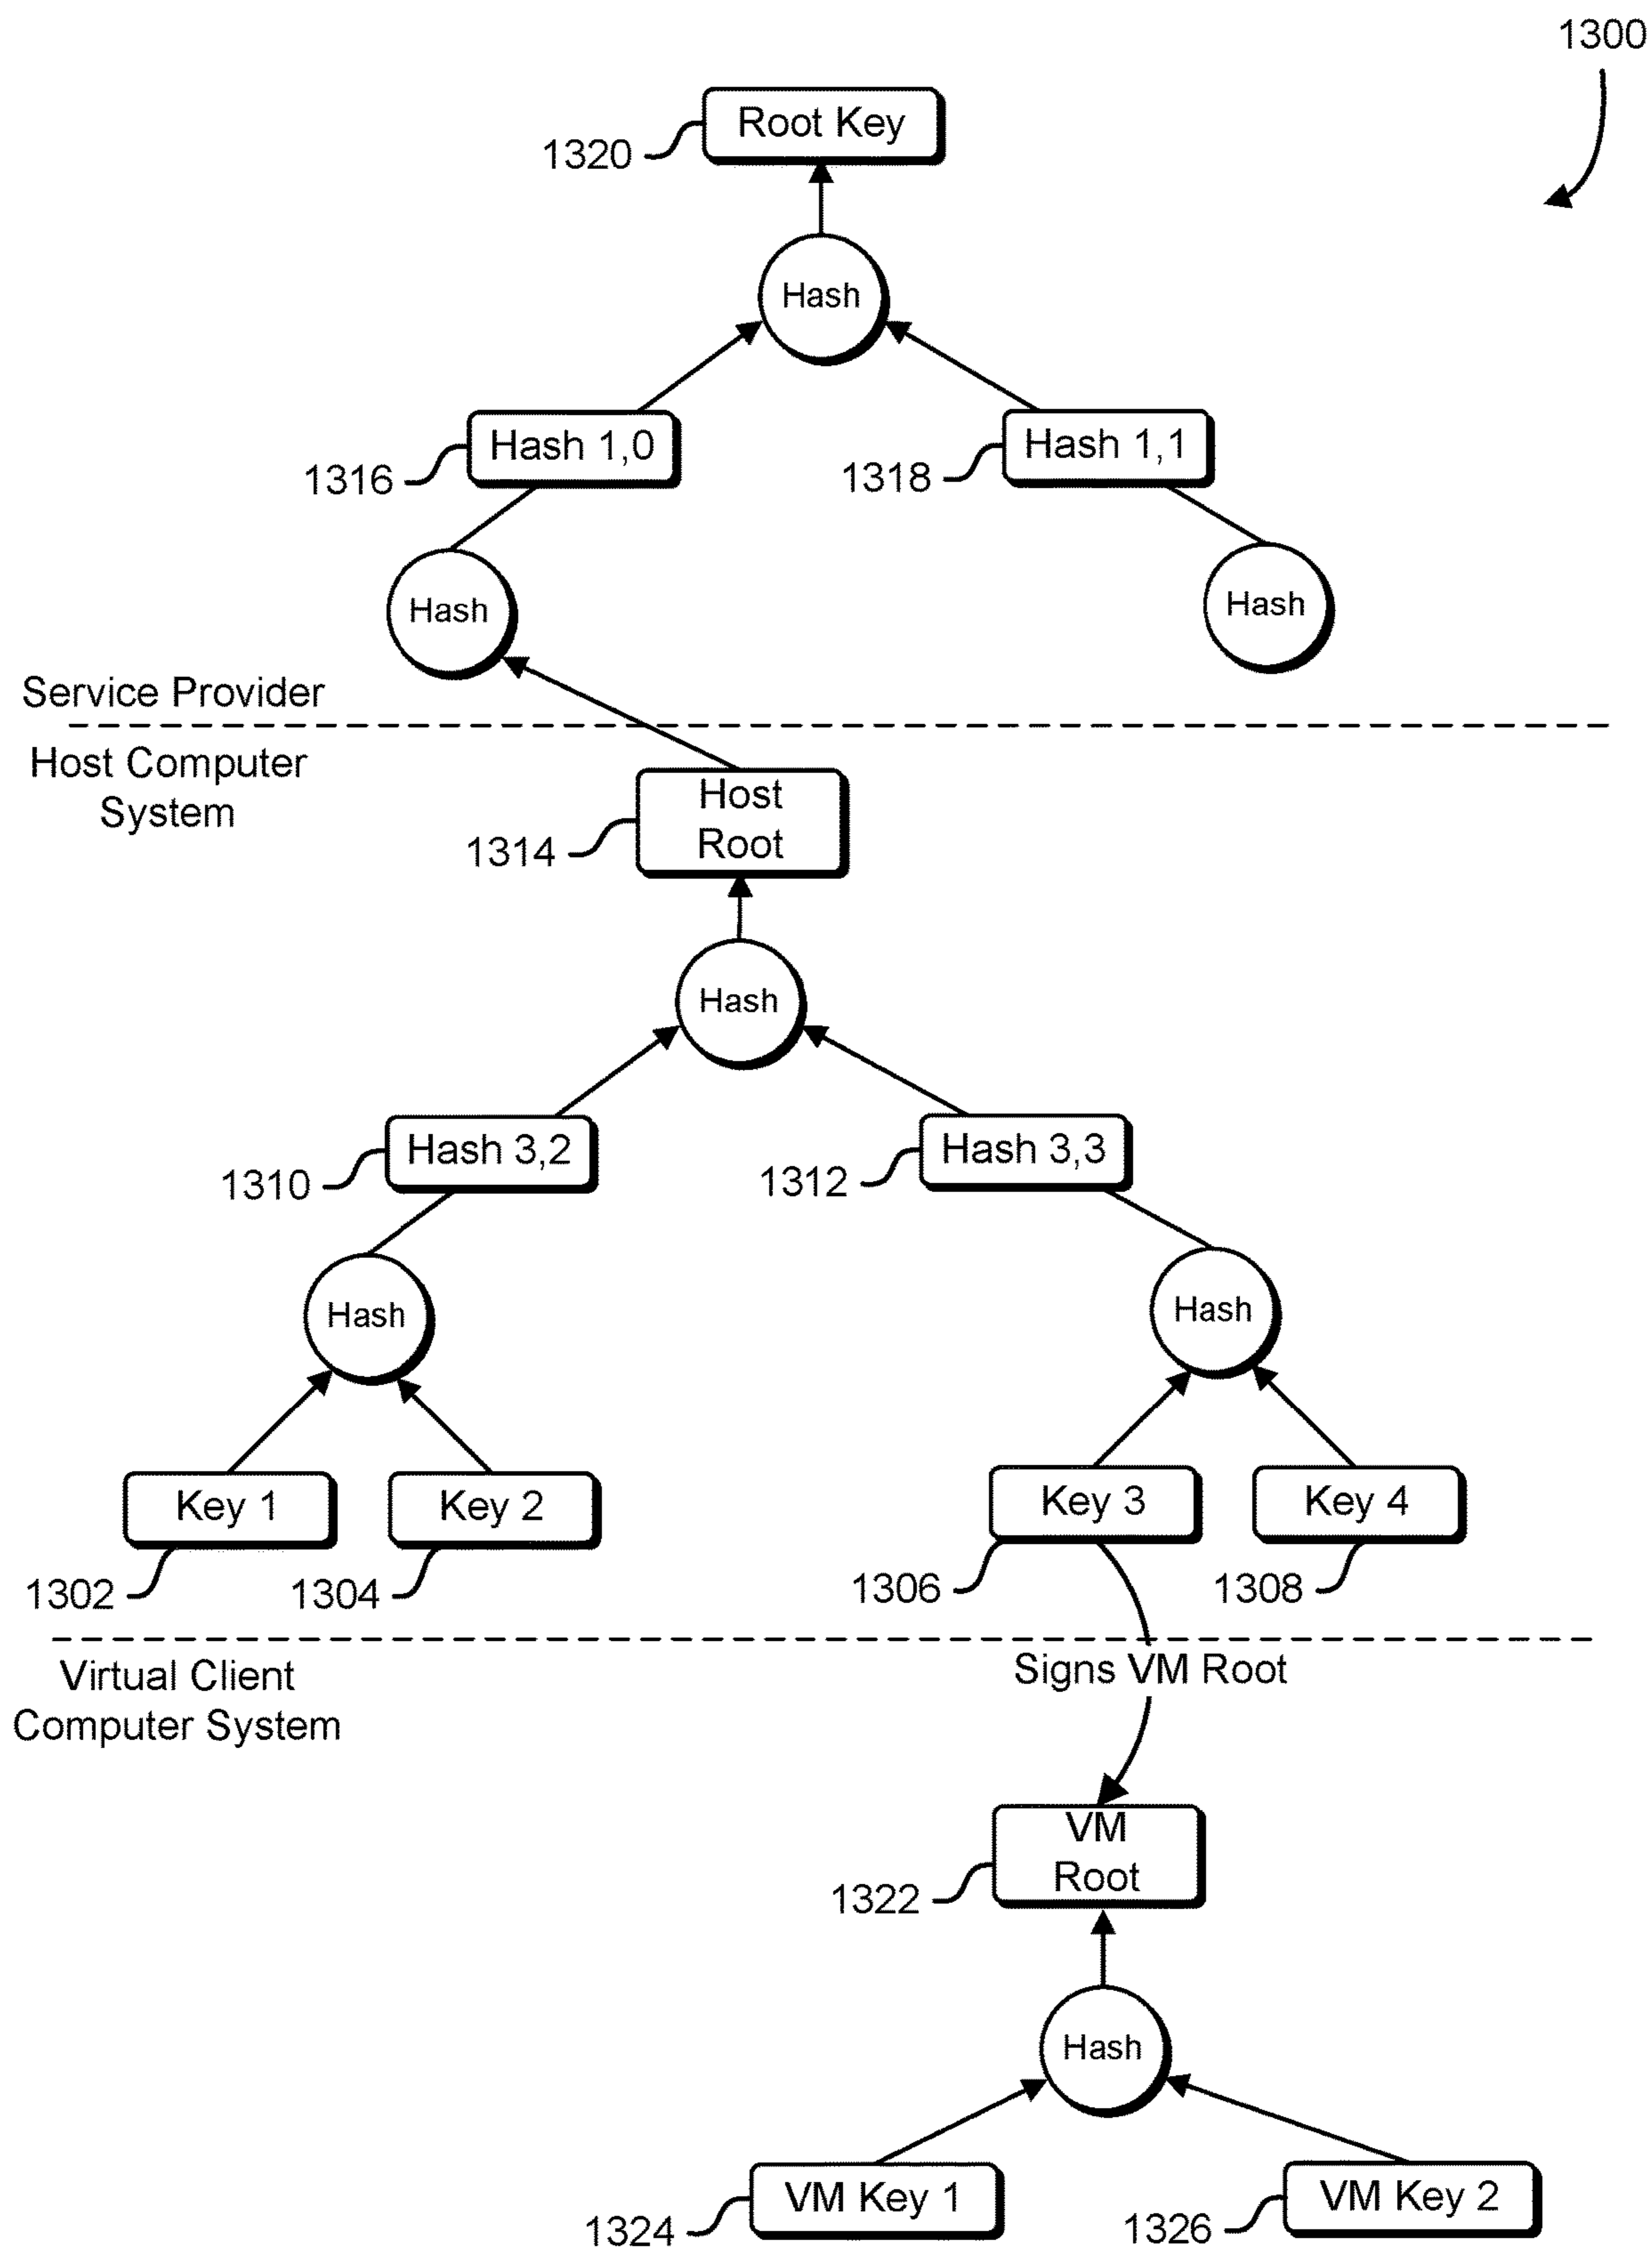 1300
Root Key
1320
Hash
Hash 1,0
Hash 1,1
1316
1318
Hash
Hash
Service Provider
Host Computer
System
Host
Root
1314
Hash
Hash 3,2
Hash 3,3
1310
1312
Hash
Hash
Key 1
Key 2
Key 3
Key 4
1302
1304
1306
1308
Virtual Client
Computer System
Signs VM Root
VM
Root
1322
Hash
VM Key 1
VM Key 2
1324
1326